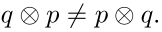 q ⊗ p ≠ p ⊗ q.